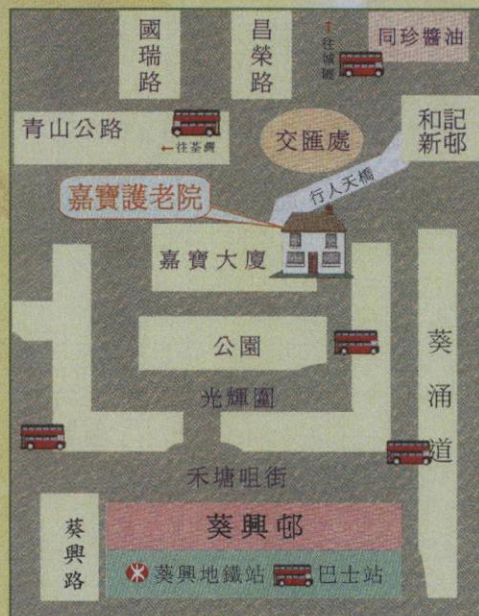 國瑞路
昌榮路
↑往城門
同珍醬油
青山公路
←往荃灣
交匯處
和記
新邨
行人天橋
嘉寶護老院
嘉寶大廈
公園
光輝圍
葵涌道
禾塘咀街
葵興路
葵興邨
葵興地鐵站 巴士站